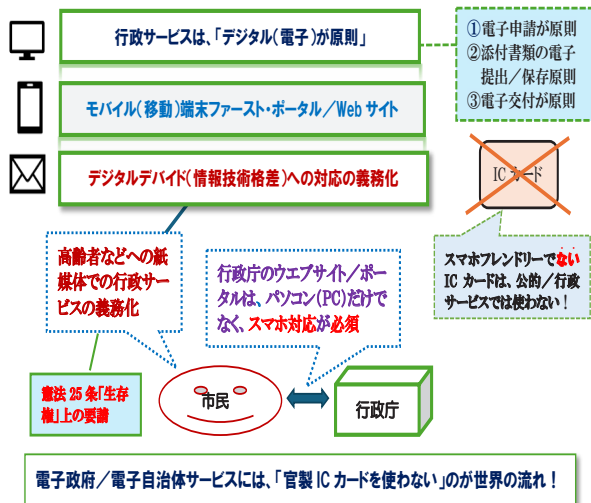 行政サービスは、「デジタル（電子）が原則」
①電子申請が原則
②添付書類の電子
提出／保存原則
③電子交付が原則
モバイル（移動）端末ファースト・ポータル／Webサイト
デジタルデバイド（情報技術格差）への対応の義務化
ICカード
高齢者などへの紙
媒体での行政サー
ビスの義務化
行政庁のウエブサイト／ポー
タルは、パソコン（PC）だけで
なく、スマホ対応が必須
スマホフレンドリーでない
ICカードは、公的／行政
サービスでは使わない！
憲法25条「生存
権」上の要請
市民
行政庁
電子政府／電子自治体サービスには、「官製ICカードを使わない」のが世界の流れ！